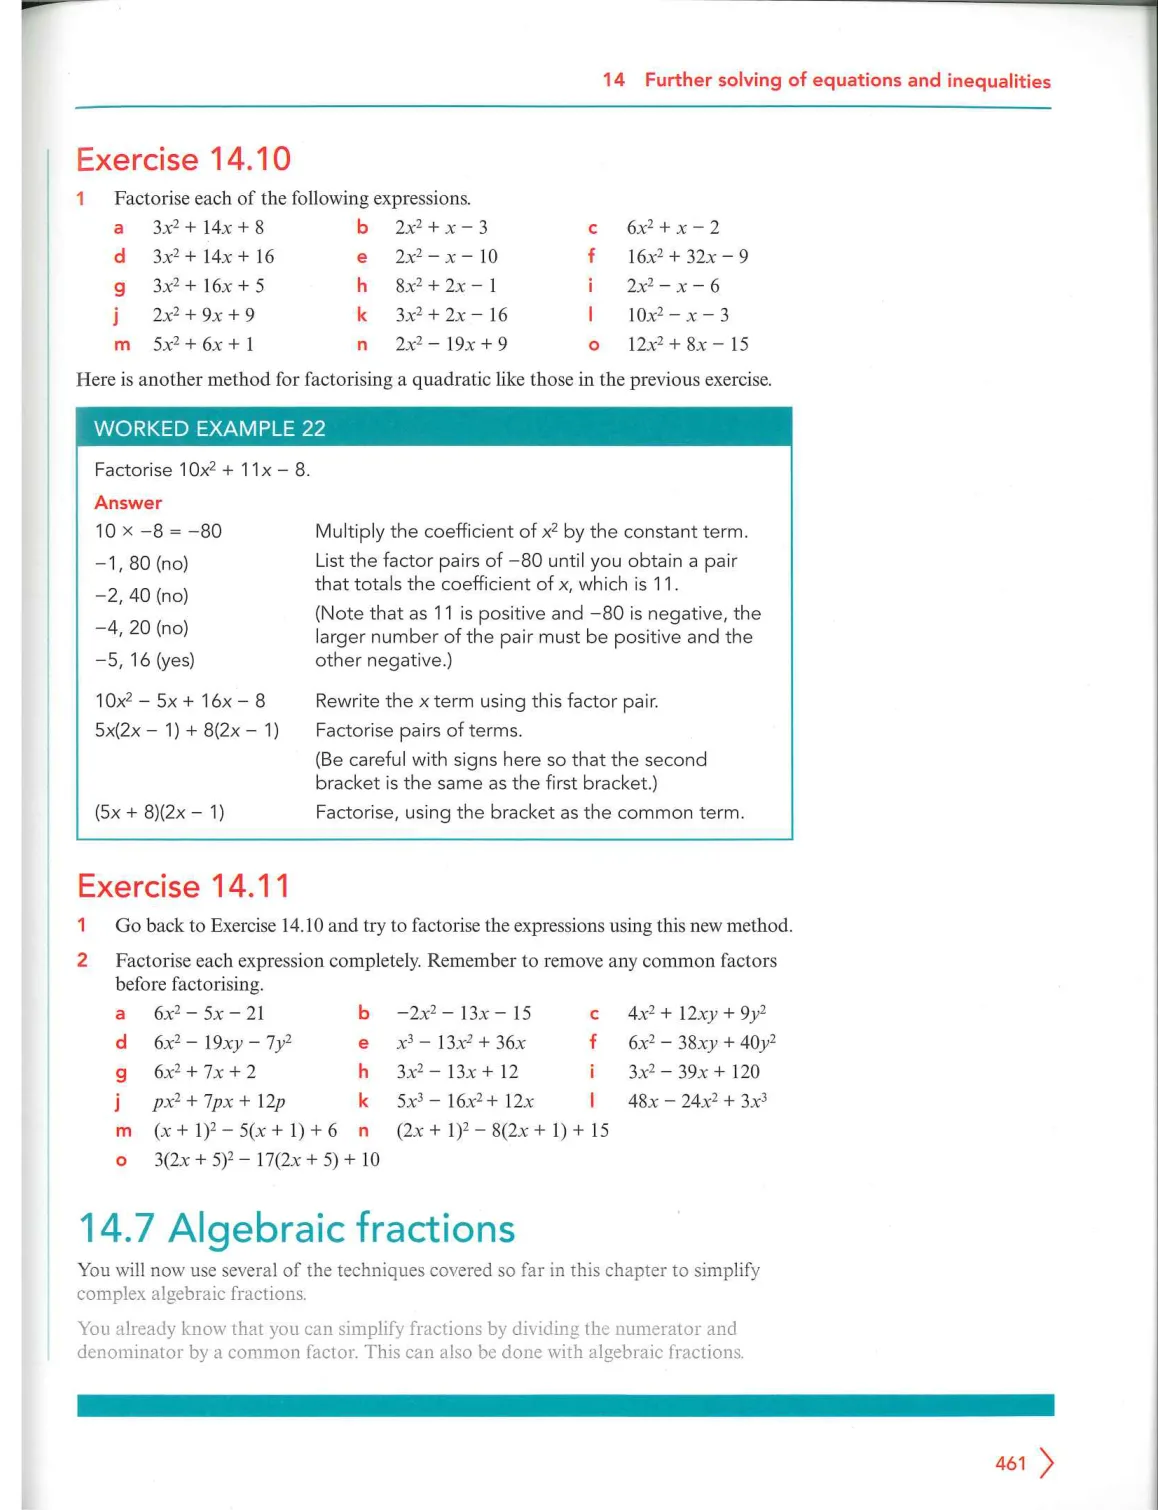 14 Further solving of equations and inequalities
Exercise 14.10
1 Factorise each of the following expressions.
a 3x² + 14x + 8 b 2x² + x − 3 c 6x² + x − 2
d 3x² + 14x + 16 e 2x² − x − 10 f 16x² + 32x − 9
g 3x² + 16x + 5 h 8x² + 2x − 1 i 2x² − x − 6
j 2x² + 9x + 9 k 3x² + 2x − 16 l 10x² − x − 3
m 5x² + 6x + 1 n 2x² − 19x + 9 o 12x² + 8x − 15
Here is another method for factorising a quadratic like those in the previous exercise.
WORKED EXAMPLE 22
Factorise 10x² + 11x − 8.
Answer
10 × −8 = −80 Multiply the coefficient of x² by the constant term.
−1, 80 (no) List the factor pairs of −80 until you obtain a pair
that totals the coefficient of x, which is 11.
−2, 40 (no)
(Note that as 11 is positive and −80 is negative, the
−4, 20 (no) larger number of the pair must be positive and the
−5, 16 (yes) other negative.)
10x² − 5x + 16x − 8 Rewrite the x term using this factor pair.
5x(2x − 1) + 8(2x − 1) Factorise pairs of terms.
(Be careful with signs here so that the second
bracket is the same as the first bracket.)
(5x + 8)(2x − 1) Factorise, using the bracket as the common term.
Exercise 14.11
1 Go back to Exercise 14.10 and try to factorise the expressions using this new method.
2 Factorise each expression completely. Remember to remove any common factors
before factorising.
a 6x² − 5x − 21 b −2x² − 13x − 15 c 4x² + 12xy + 9y²
d 6x² − 19xy − 7y² e x³ − 13x² + 36x f 6x² − 38xy + 40y²
g 6x² + 7x + 2 h 3x² − 13x + 12 i 3x² − 39x + 120
j px² + 7px + 12p k 5x³ − 16x² + 12x l 48x − 24x² + 3x³
m (x + 1)² − 5(x + 1) + 6 n (2x + 1)² − 8(2x + 1) + 15
o 3(2x + 5)² − 17(2x + 5) + 10
14.7 Algebraic fractions
You will now use several of the techniques covered so far in this chapter to simplify
complex algebraic fractions.
You already know that you can simplify fractions by dividing the numerator and
denominator by a common factor. This can also be done with algebraic fractions.
461 〉